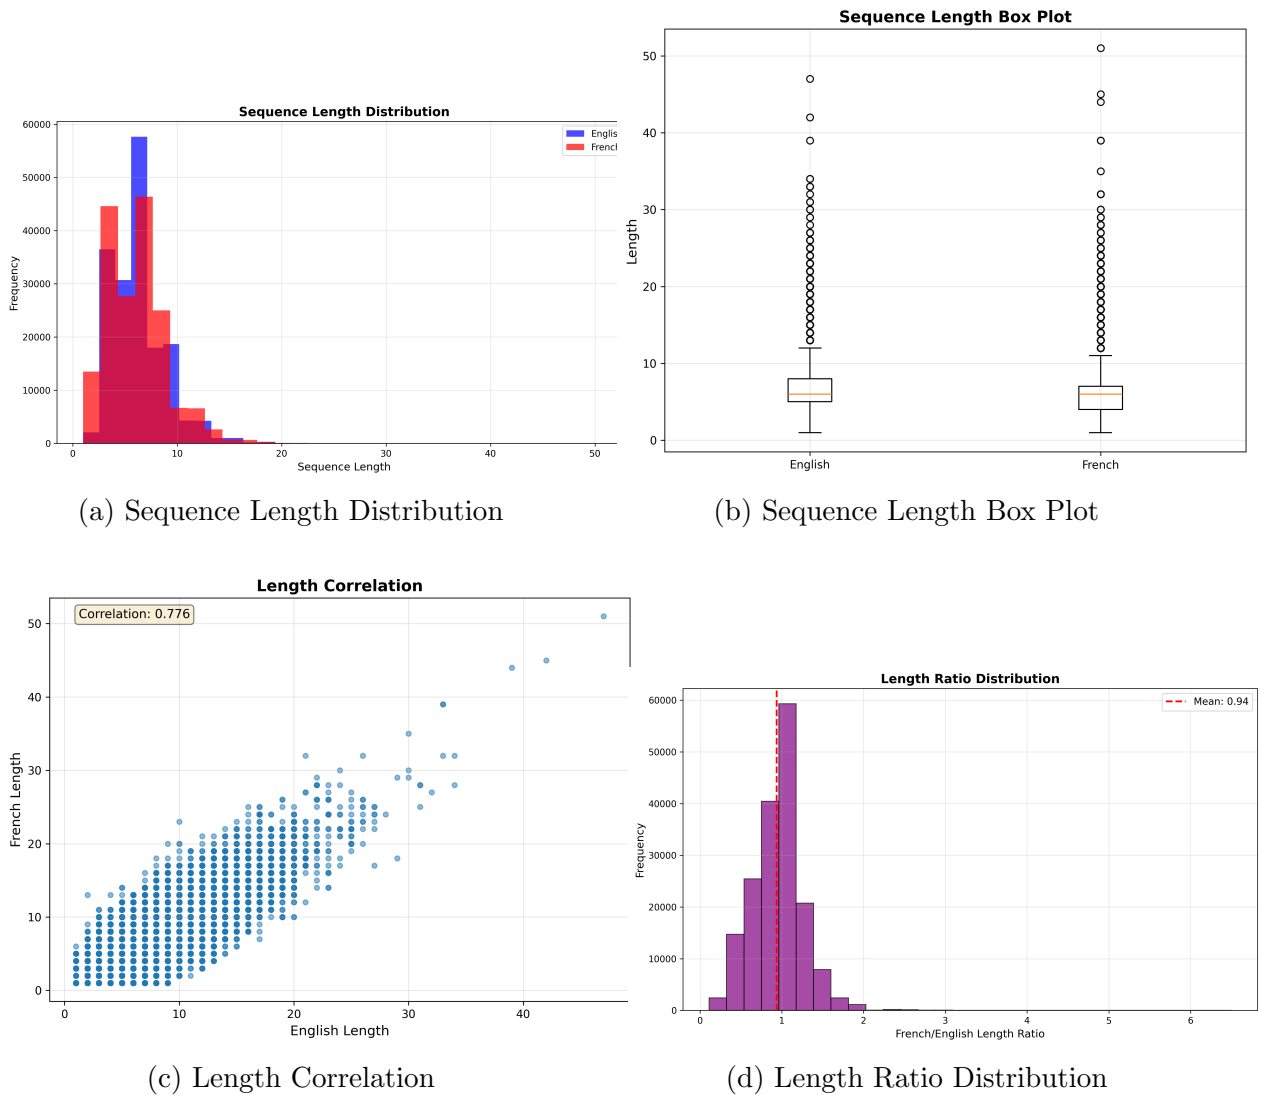 Sequence Length Distribution
60000
50000
40000
30000
20000
10000
0
Frequency
0 10 20 30 40 50
Sequence Length
Englis
French
(a) Sequence Length Distribution
Sequence Length Box Plot
50
40
30
20
10
0
Length
English French
(b) Sequence Length Box Plot
Length Correlation
Correlation: 0.776
50
40
30
20
10
0
French Length
0 10 20 30 40
English Length
(c) Length Correlation
Length Ratio Distribution
Mean: 0.94
60000
50000
40000
30000
20000
10000
0
Frequency
0 1 2 3 4 5 6
French/English Length Ratio
(d) Length Ratio Distribution